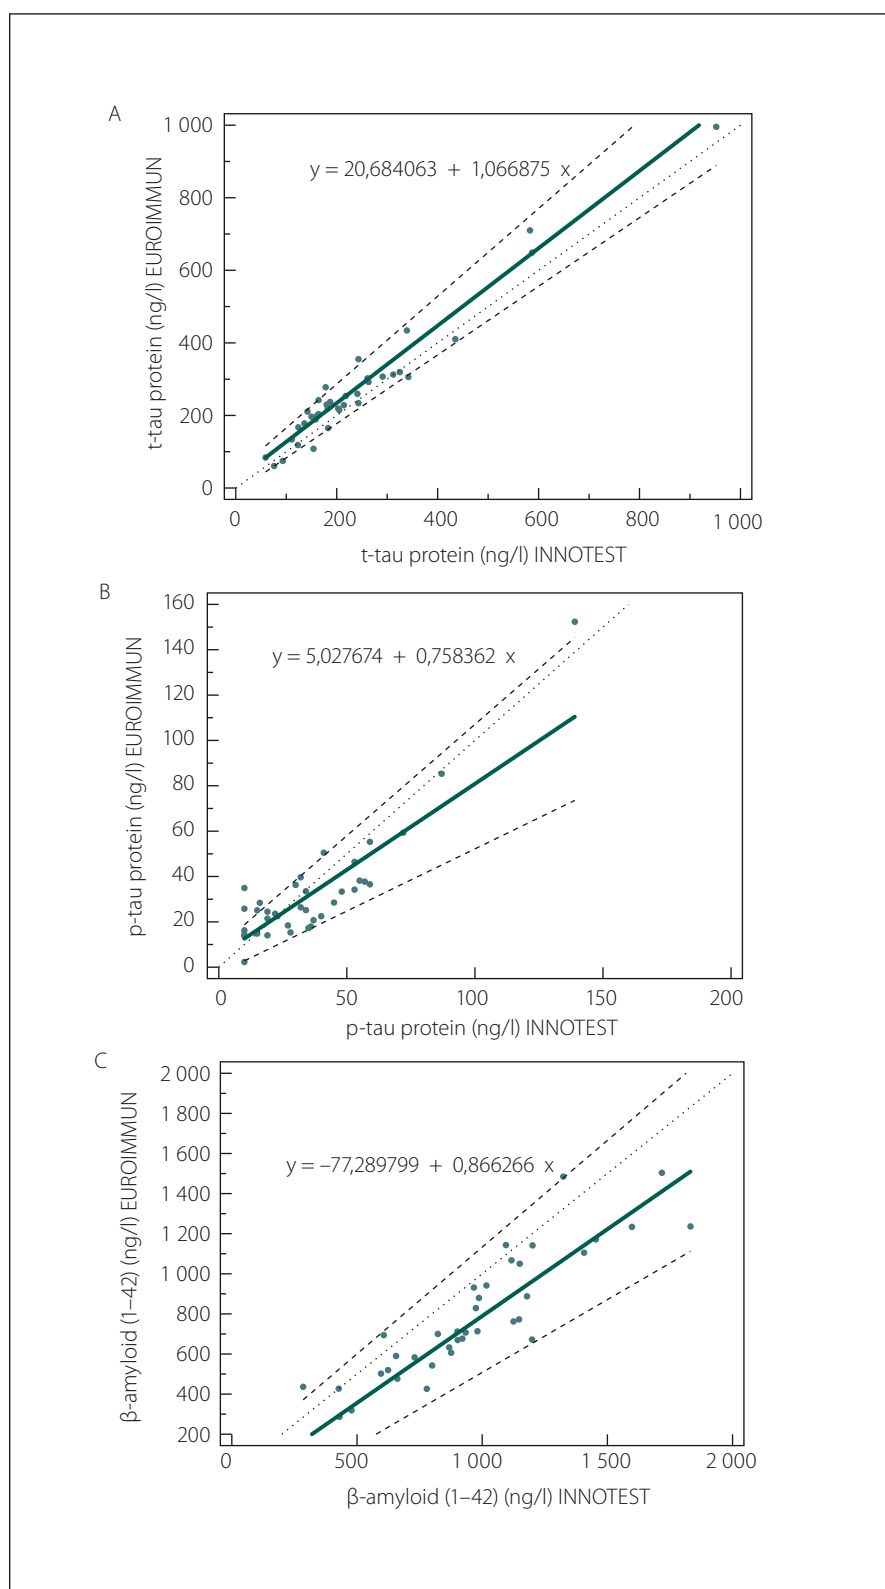 A
1 000
800
600
400
200
0
t-tau protein (ng/l) EUROIMMUN
y = 20,684063 + 1,066875 x
0 200 400 600 800 1 000
t-tau protein (ng/l) INNOTEST
B
160
140
120
100
80
60
40
20
0
p-tau protein (ng/l) EUROIMMUN
y = 5,027674 + 0,758362 x
0 50 100 150 200
p-tau protein (ng/l) INNOTEST
C
2 000
1 800
1 600
1 400
1 200
1 000
800
600
400
200
β-amyloid (1–42) (ng/l) EUROIMMUN
y = –77,289799 + 0,866266 x
0 500 1 000 1 500 2 000
β-amyloid (1–42) (ng/l) INNOTEST